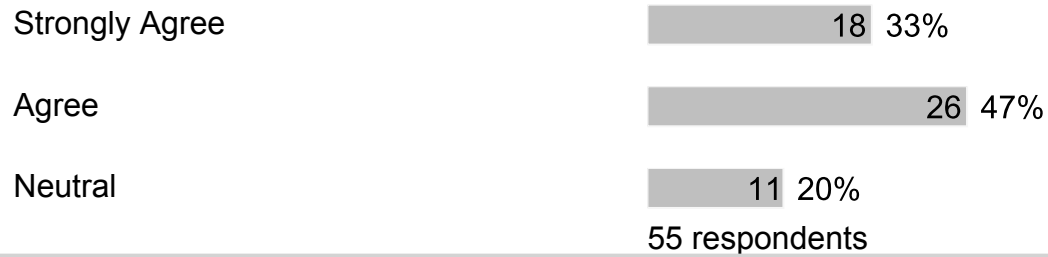 Strongly Agree 18 33%
Agree 26 47%
Neutral 11 20%
55 respondents